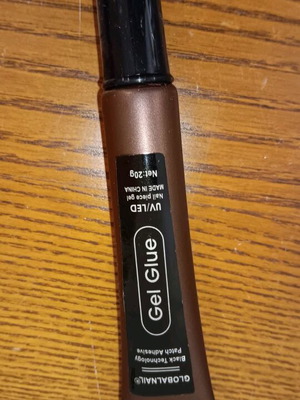 GLOBALNAIL®
Black Technology
Patch Adhesive
Gel Glue
UV/LED
Nail piece gel
MADE IN CHINA
Net:20g